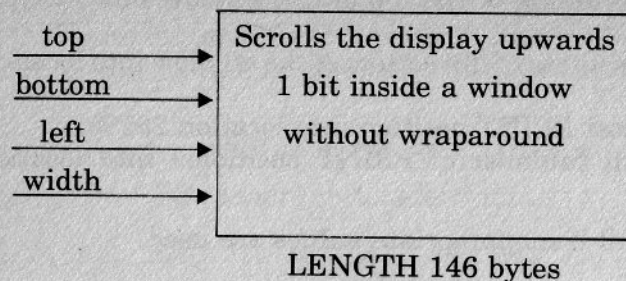 top
bottom
left
width
Scrolls the display upwards
1 bit inside a window
without wraparound
LENGTH 146 bytes